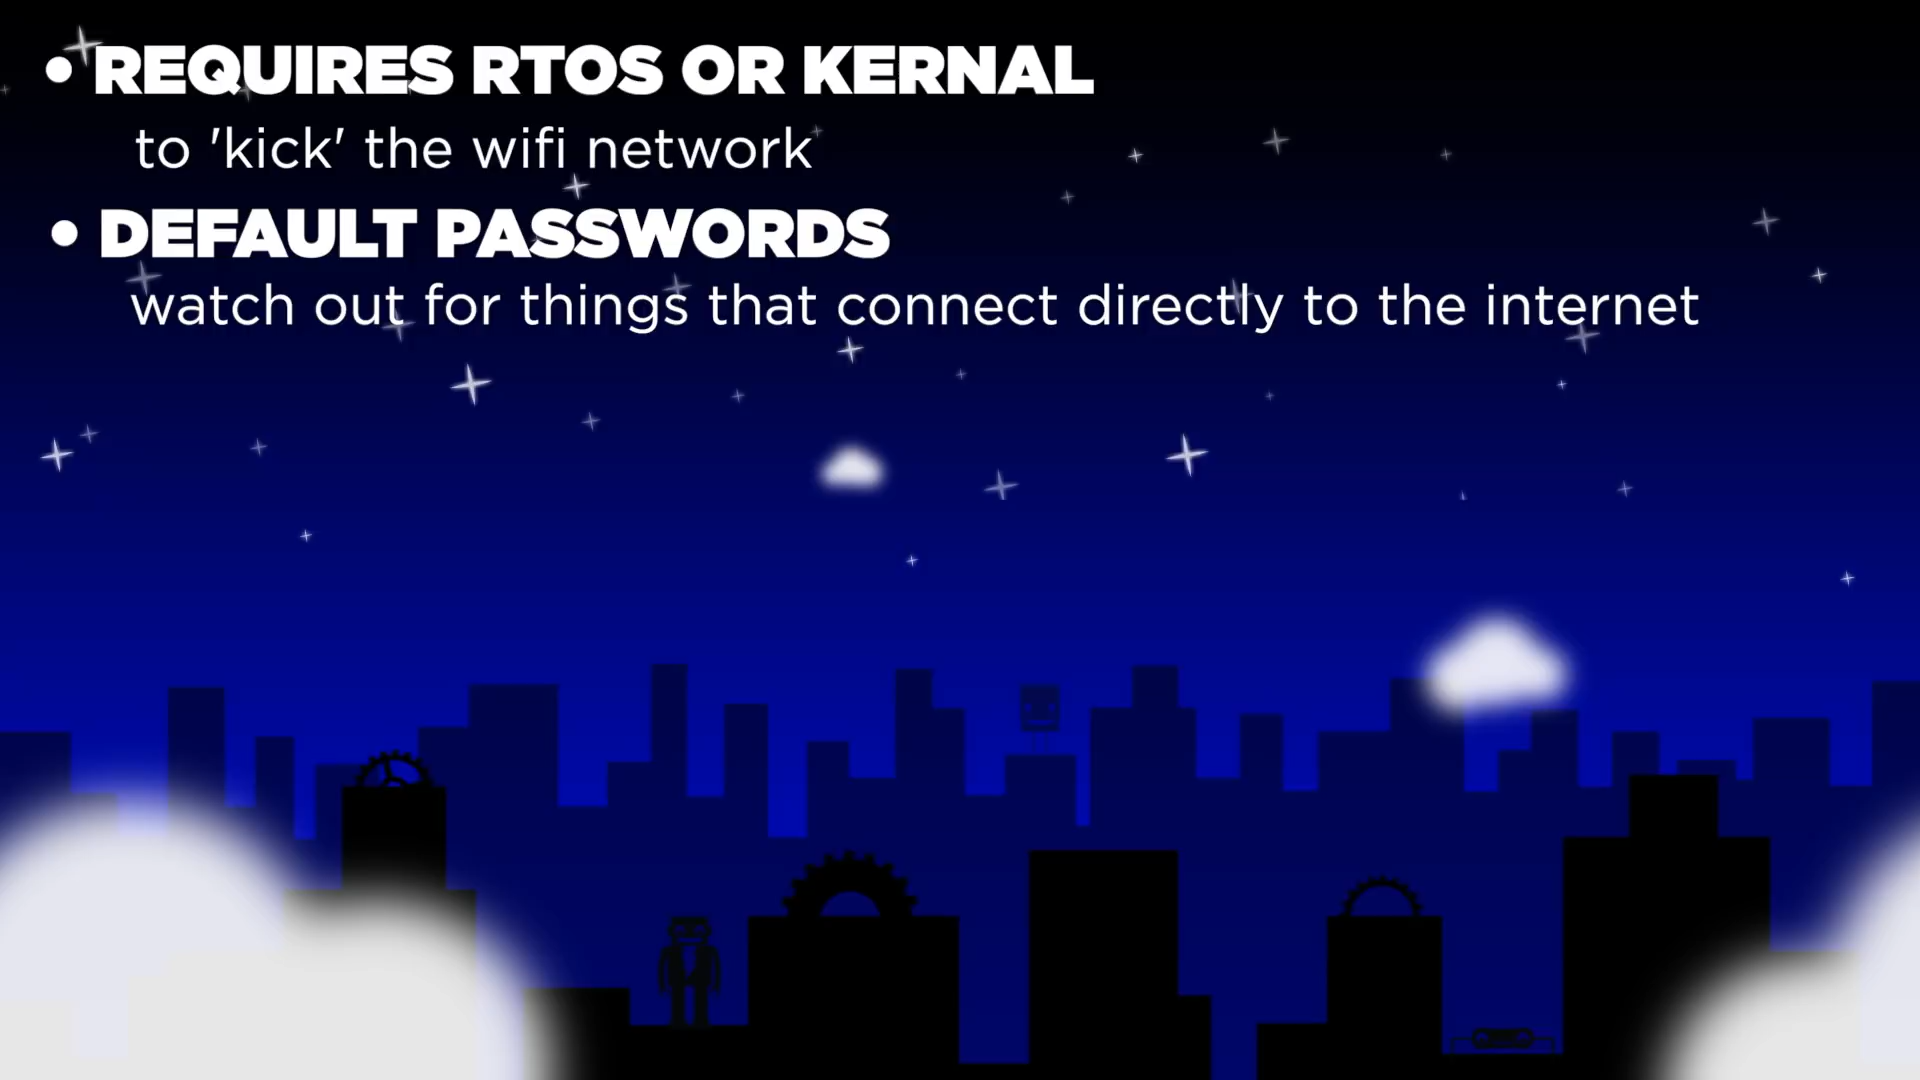 • REQUIRES RTOS OR KERNAL
to 'kick' the wifi network
• DEFAULT PASSWORDS
watch out for things that connect directly to the internet